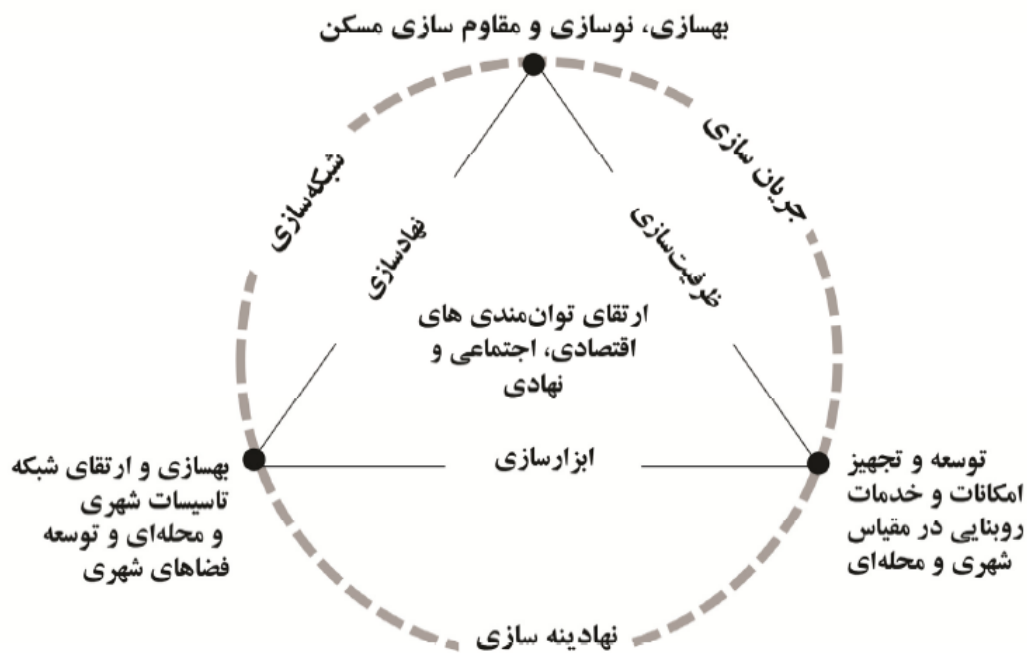 بهسازی، نوسازی و مقاوم سازی مسکن
جریان سازی
شبکه‌سازی
ظرفیت‌سازی
نهادسازی
ارتقای توان‌مندی های
اقتصادی، اجتماعی و
نهادی
ابزارسازی
توسعه و تجهیز
امکانات و خدمات
روبنایی در مقیاس
شهری و محله‌ای
بهسازی و ارتقای شبکه
تاسیسات شهری
و محله‌ای و توسعه
فضاهای شهری
نهادینه سازی